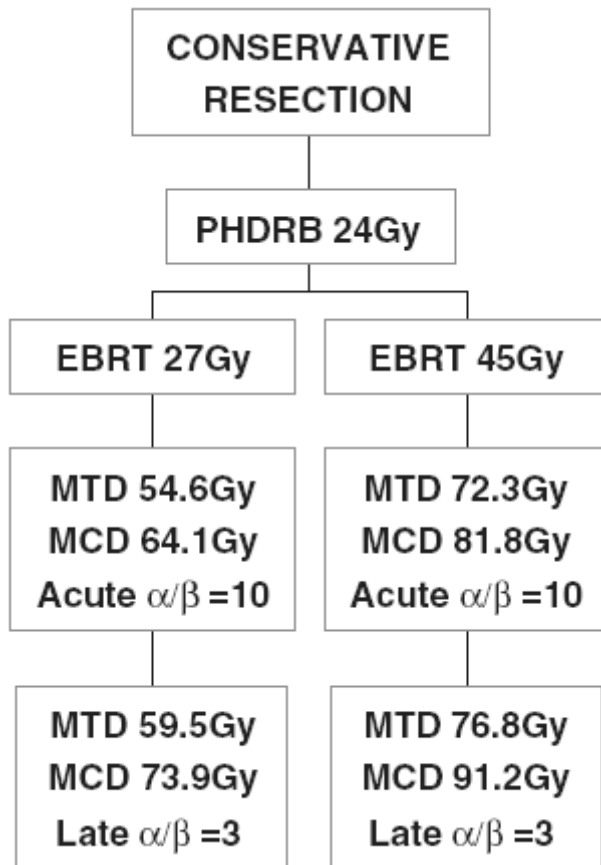 CONSERVATIVE
RESECTION
PHDRB 24Gy
EBRT 27Gy
EBRT 45Gy
MTD 54.6Gy
MCD 64.1Gy
Acute α/β =10
MTD 72.3Gy
MCD 81.8Gy
Acute α/β =10
MTD 59.5Gy
MCD 73.9Gy
Late α/β =3
MTD 76.8Gy
MCD 91.2Gy
Late α/β =3